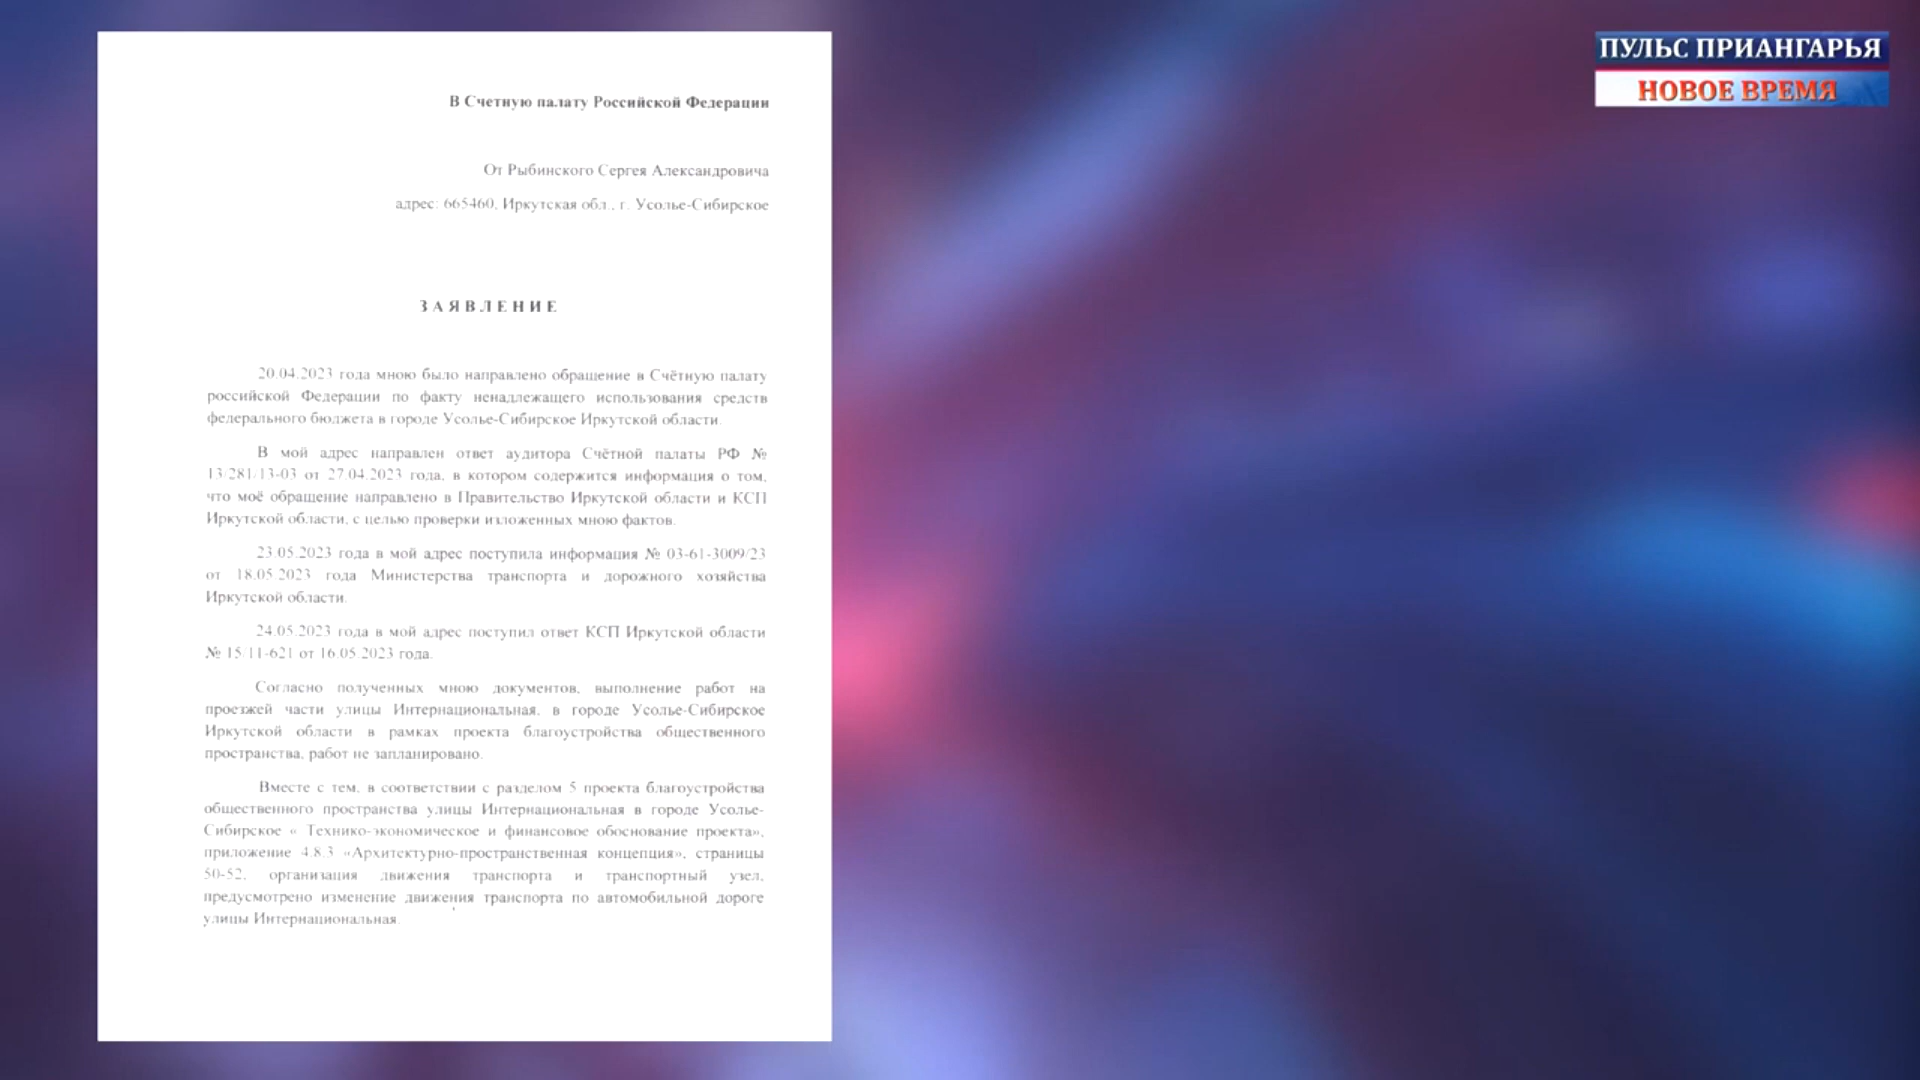 ПУЛЬС ПРИАНГАРЬЯ
НОВОЕ ВРЕМЯ
В Счетную палату Российской Федерации
От Рыбинского Сергея Александровича
адрес: 665460, Иркутская обл., г. Усолье-Сибирское
ЗАЯВЛЕНИЕ
20.04.2023 года мною было направлено обращение в Счётную палату
российской Федерации по факту ненадлежащего использования средств
федерального бюджета в городе Усолье-Сибирское Иркутской области.
В мой адрес направлен ответ аудитора Счётной палаты РФ №
13/281/13-03 от 27.04.2023 года, в котором содержится информация о том,
что моё обращение направлено в Правительство Иркутской области и КСП
Иркутской области, с целью проверки изложенных мною фактов.
23.05.2023 года в мой адрес поступила информация № 03-61-3009/23
от 18.05.2023 года Министерства транспорта и дорожного хозяйства
Иркутской области.
24.05.2023 года в мой адрес поступил ответ КСП Иркутской области
№ 15/11-621 от 16.05.2023 года.
Согласно полученных мною документов, выполнение работ на
проезжей части улицы Интернациональная, в городе Усолье-Сибирское
Иркутской области в рамках проекта благоустройства общественного
пространства, работ не запланировано.
Вместе с тем, в соответствии с разделом 5 проекта благоустройства
общественного пространства улицы Интернациональная в городе Усолье-
Сибирское « Технико-экономическое и финансовое обоснование проекта»,
приложение 4.8.3 «Архитектурно-пространственная концепция», страницы
50-52, организация движения транспорта и транспортный узел,
предусмотрено изменение движения транспорта по автомобильной дороге
улицы Интернациональная.